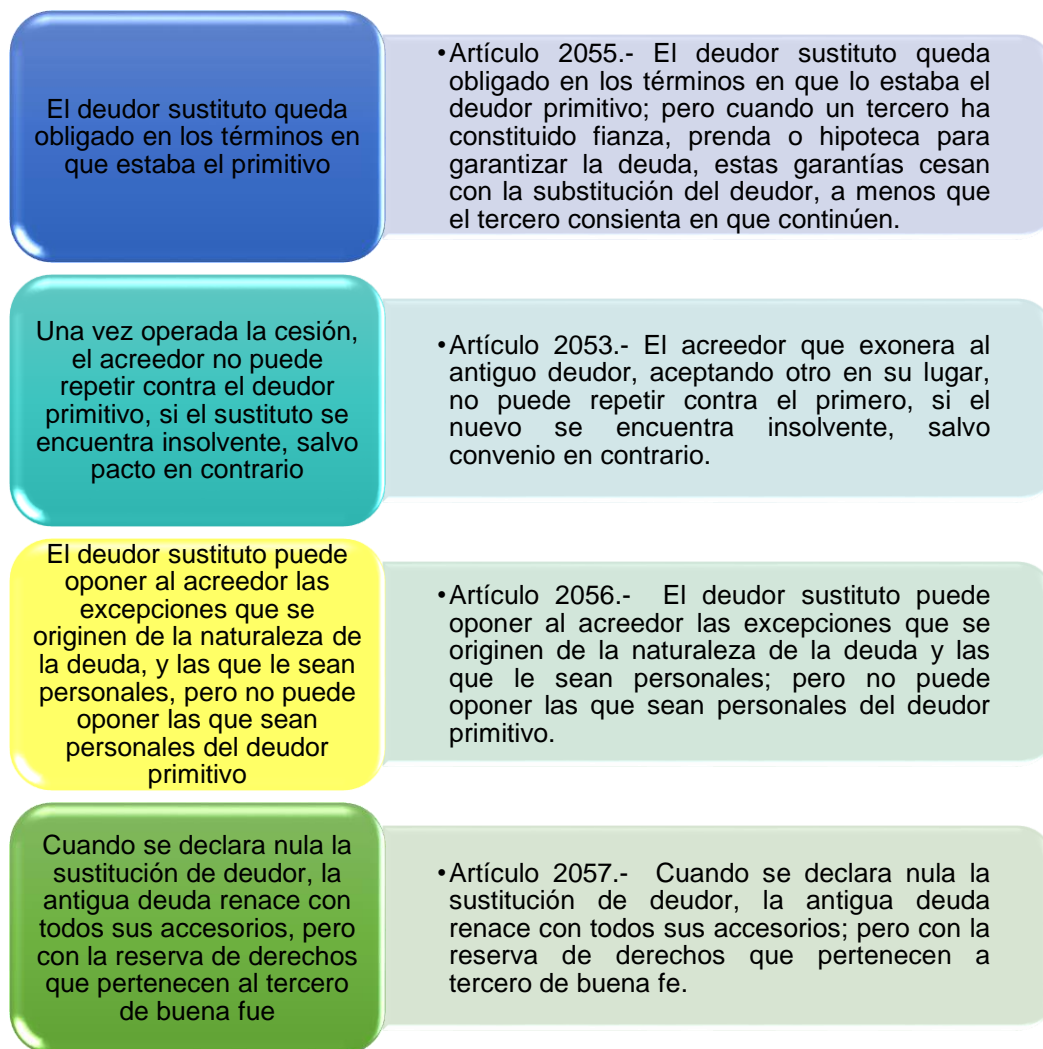 El deudor sustituto queda
obligado en los términos en
que estaba el primitivo
•Artículo 2055.- El deudor sustituto queda
obligado en los términos en que lo estaba el
deudor primitivo; pero cuando un tercero ha
constituido fianza, prenda o hipoteca para
garantizar la deuda, estas garantías cesan
con la substitución del deudor, a menos que
el tercero consienta en que continúen.
Una vez operada la cesión,
el acreedor no puede
repetir contra el deudor
primitivo, si el sustituto se
encuentra insolvente, salvo
pacto en contrario
•Artículo 2053.- El acreedor que exonera al
antiguo deudor, aceptando otro en su lugar,
no puede repetir contra el primero, si el
nuevo se encuentra insolvente, salvo
convenio en contrario.
El deudor sustituto puede
oponer al acreedor las
excepciones que se
originen de la naturaleza de
la deuda, y las que le sean
personales, pero no puede
oponer las que sean
personales del deudor
primitivo
•Artículo 2056.- El deudor sustituto puede
oponer al acreedor las excepciones que se
originen de la naturaleza de la deuda y las
que le sean personales; pero no puede
oponer las que sean personales del deudor
primitivo.
Cuando se declara nula la
sustitución de deudor, la
antigua deuda renace con
todos sus accesorios, pero
con la reserva de derechos
que pertenecen al tercero
de buena fue
•Artículo 2057.- Cuando se declara nula la
sustitución de deudor, la antigua deuda
renace con todos sus accesorios; pero con la
reserva de derechos que pertenecen a
tercero de buena fe.